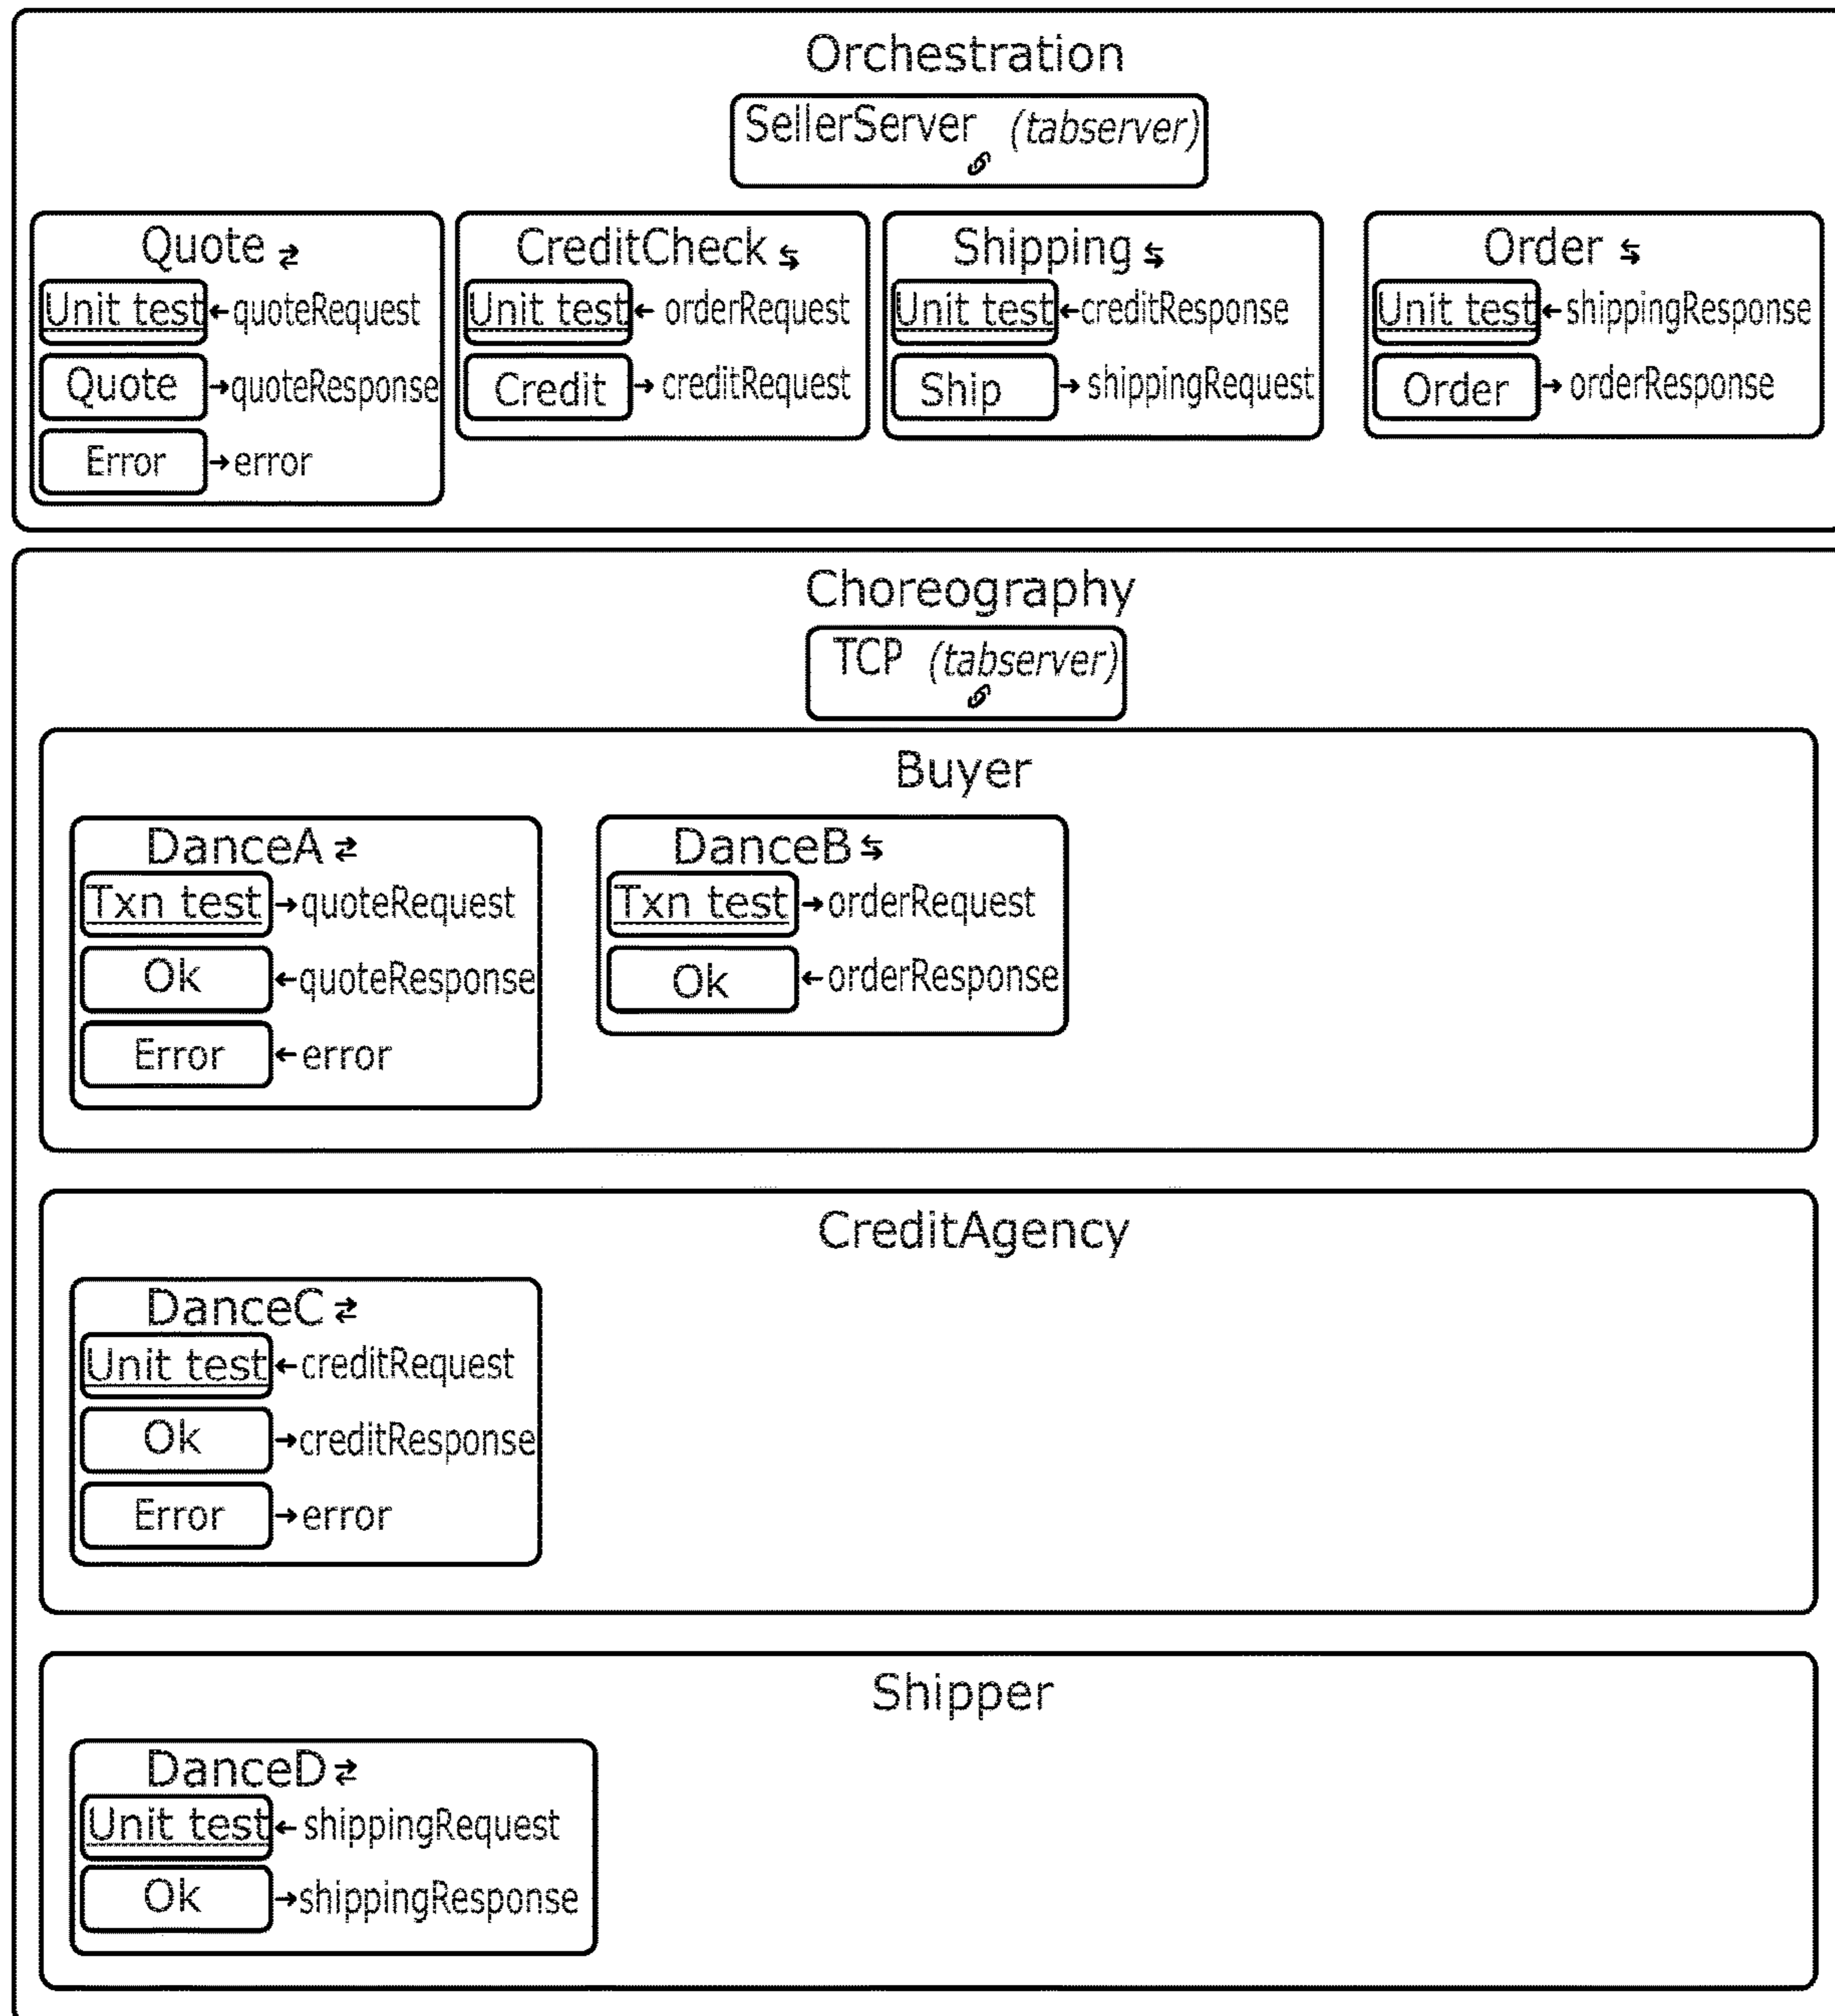 Orchestration
SellerServer (tabserver)
Quote ⇄
Unit test ←quoteRequest
Quote →quoteResponse
Error →error
CreditCheck ⇆
Unit test ← orderRequest
Credit → creditRequest
Shipping ⇆
Unit test ←creditResponse
Ship → shippingRequest
Order ⇆
Unit test ←shippingResponse
Order → orderResponse
Choreography
TCP (tabserver)
Buyer
DanceA ⇄
Txn test →quoteRequest
Ok ←quoteResponse
Error ←error
DanceB ⇆
Txn test →orderRequest
Ok ←orderResponse
CreditAgency
DanceC ⇄
Unit test ←creditRequest
Ok →creditResponse
Error →error
Shipper
DanceD ⇄
Unit test ← shippingRequest
Ok →shippingResponse